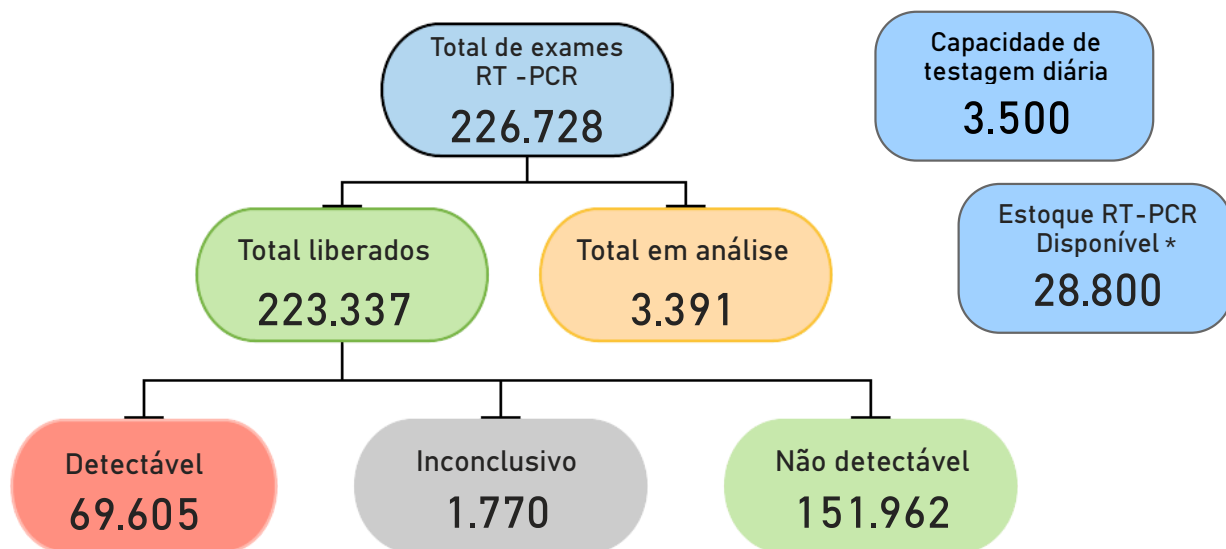 Total de exames
RT -PCR
226.728
Capacidade de
testagem diária
3.500
Estoque RT-PCR
Disponível *
28.800
Total liberados
223.337
Total em análise
3.391
Detectável
69.605
Inconclusivo
1.770
Não detectável
151.962